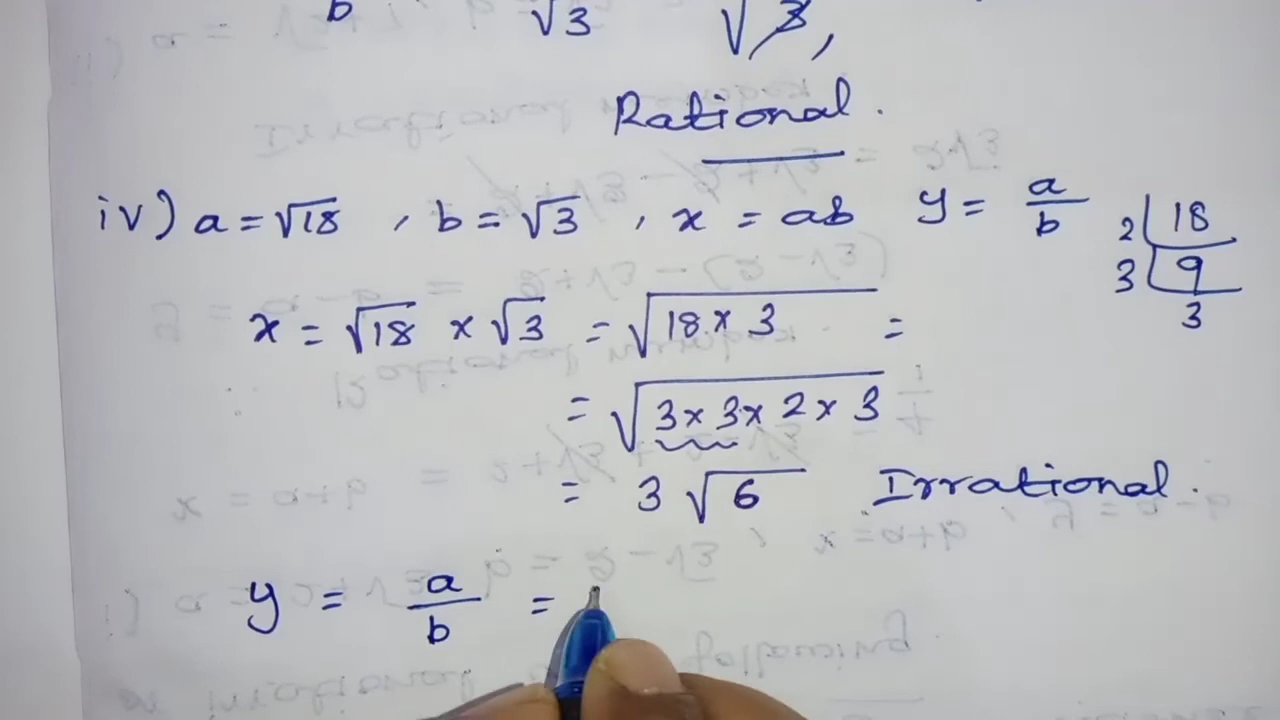 b √3 √3,
Rational.
iv) a = √18 , b = √3 , x = ab y = a/b
2 | 18
3 | 9
3
x = √18 × √3 = √18 × 3 =
= √3 × 3 × 2 × 3
= 3 √6 Irrational.
y = a/b =